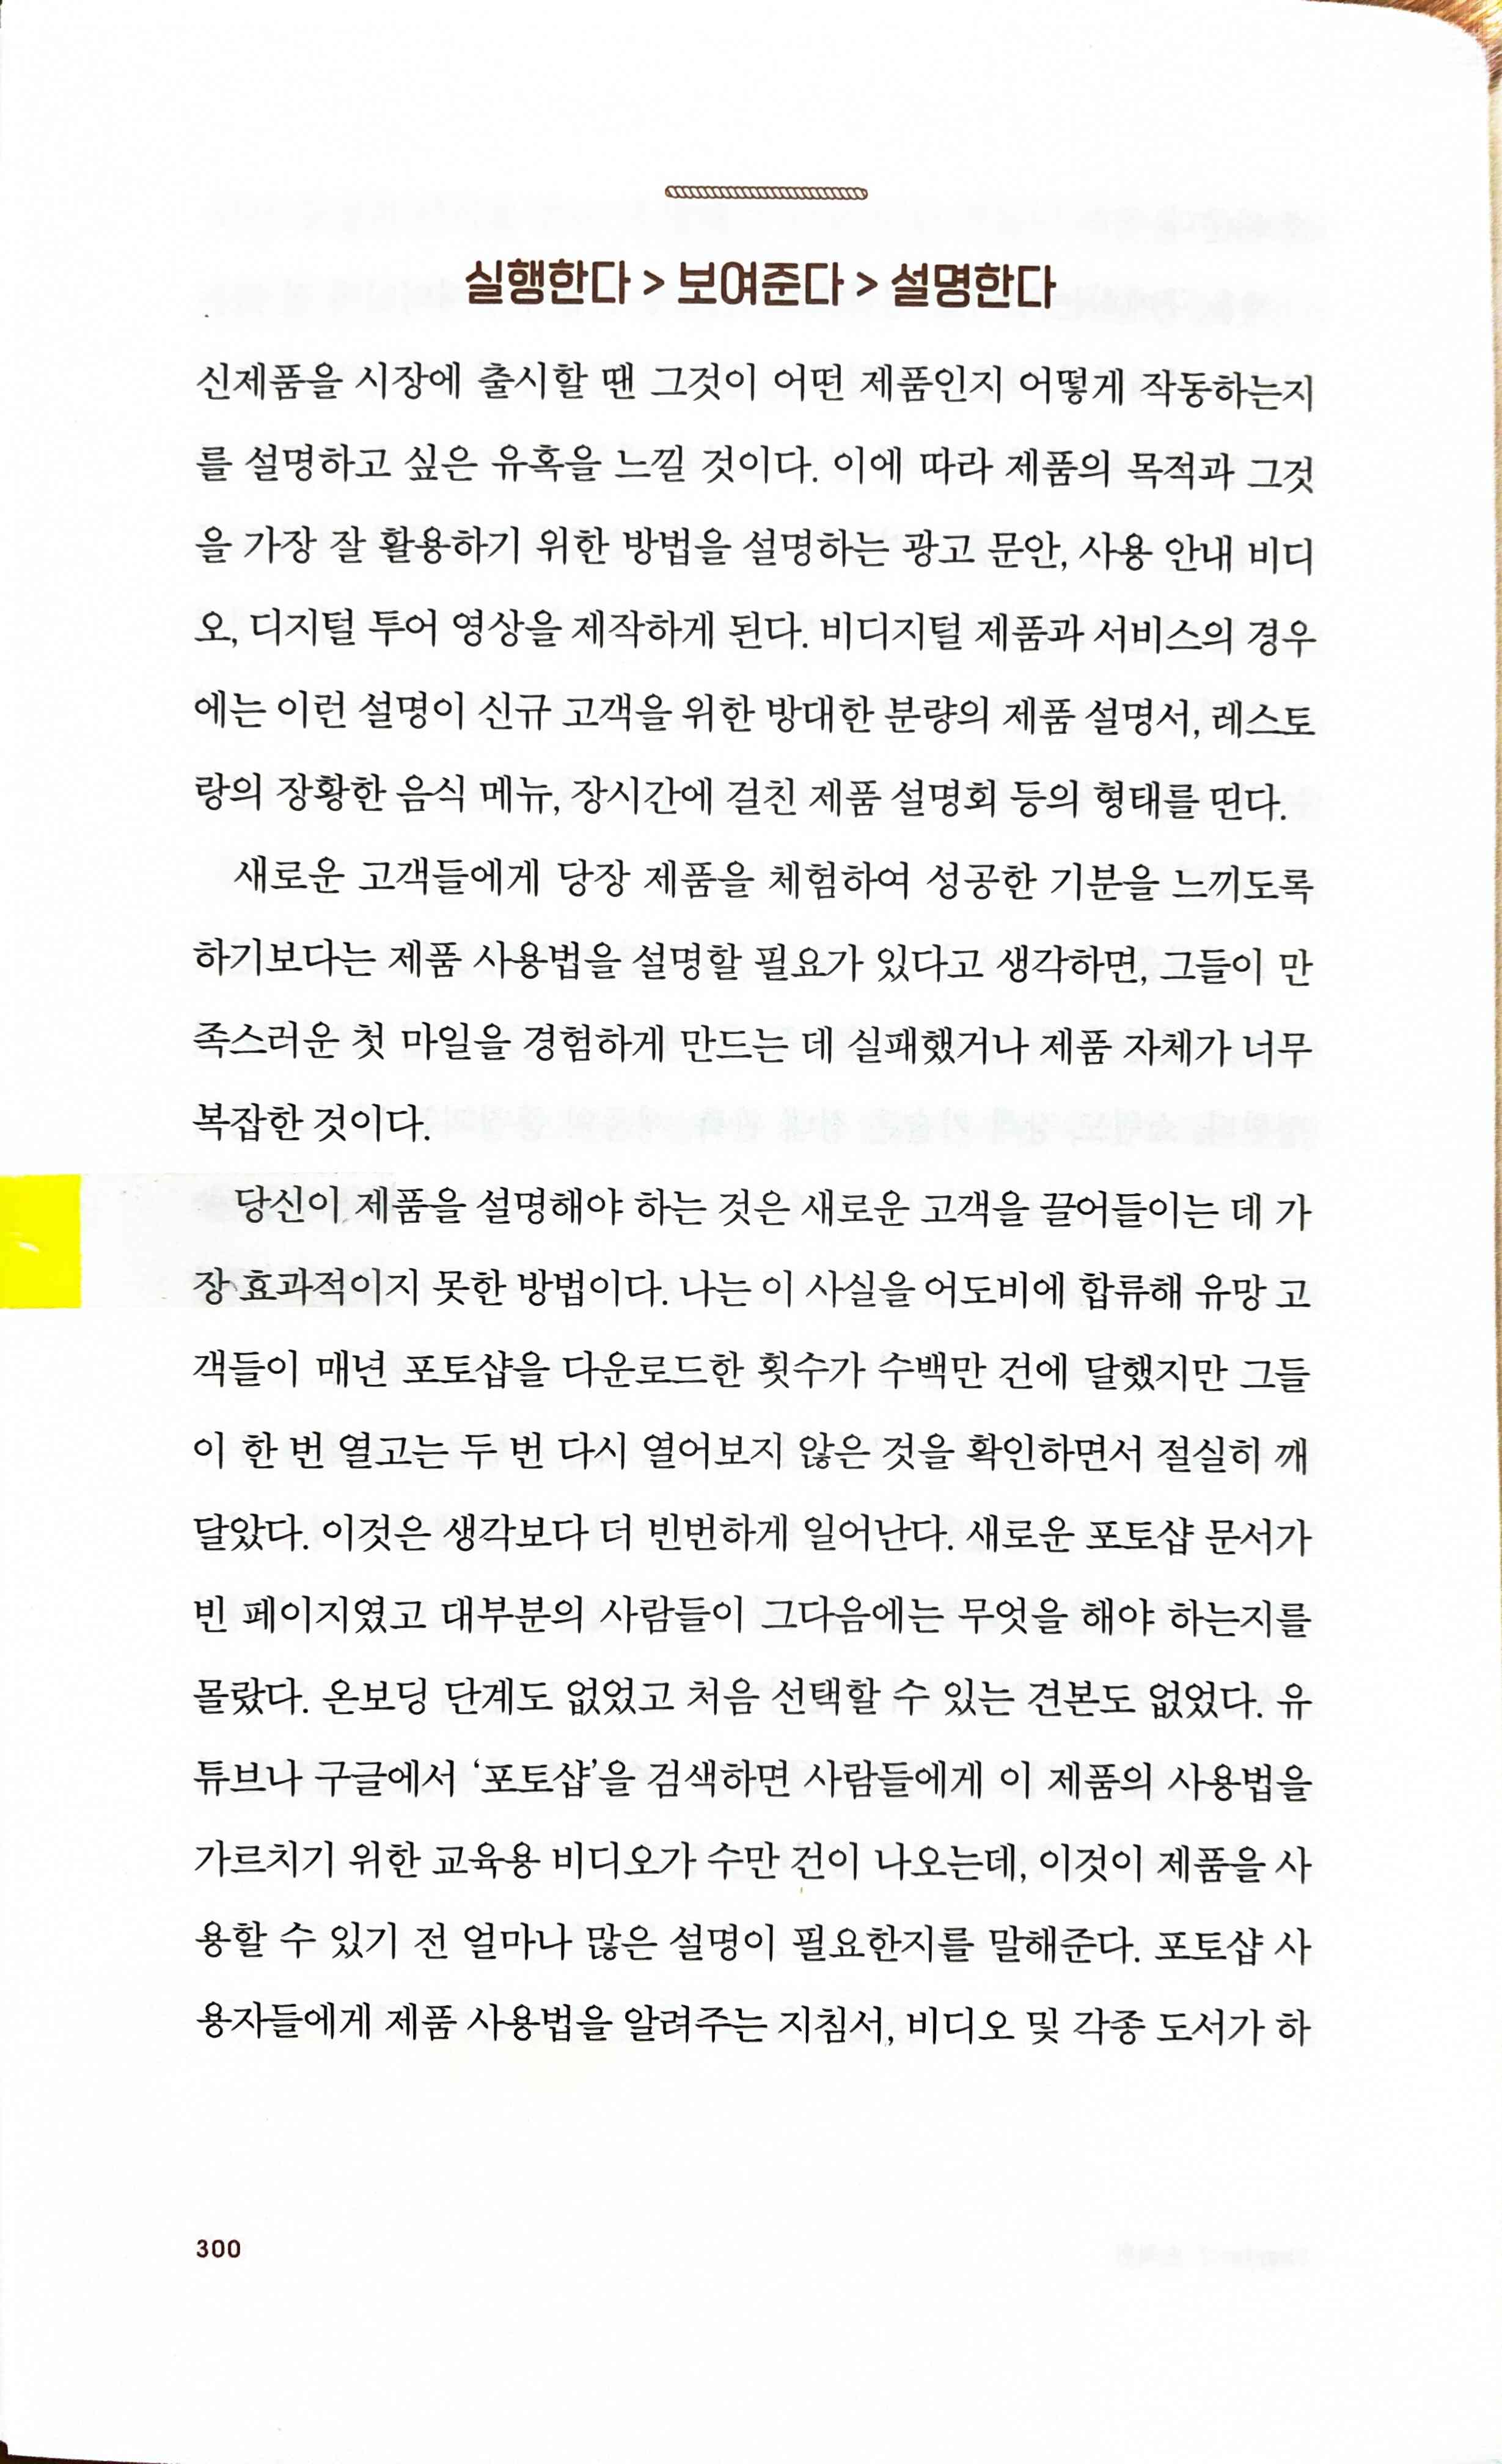 실행한다 > 보여준다 > 설명한다
신제품을 시장에 출시할 땐 그것이 어떤 제품인지 어떻게 작동하는지
를 설명하고 싶은 유혹을 느낄 것이다. 이에 따라 제품의 목적과 그것
을 가장 잘 활용하기 위한 방법을 설명하는 광고 문안, 사용 안내 비디
오, 디지털 투어 영상을 제작하게 된다. 비디지털 제품과 서비스의 경우
에는 이런 설명이 신규 고객을 위한 방대한 분량의 제품 설명서, 레스토
랑의 장황한 음식 메뉴, 장시간에 걸친 제품 설명회 등의 형태를 띤다.
새로운 고객들에게 당장 제품을 체험하여 성공한 기분을 느끼도록
하기보다는 제품 사용법을 설명할 필요가 있다고 생각하면, 그들이 만
족스러운 첫 마일을 경험하게 만드는 데 실패했거나 제품 자체가 너무
복잡한 것이다.
당신이 제품을 설명해야 하는 것은 새로운 고객을 끌어들이는 데 가
장 효과적이지 못한 방법이다. 나는 이 사실을 어도비에 합류해 유망 고
객들이 매년 포토샵을 다운로드한 횟수가 수백만 건에 달했지만 그들
이 한 번 열고는 두 번 다시 열어보지 않은 것을 확인하면서 절실히 깨
달았다. 이것은 생각보다 더 빈번하게 일어난다. 새로운 포토샵 문서가
빈 페이지였고 대부분의 사람들이 그다음에는 무엇을 해야 하는지를
몰랐다. 온보딩 단계도 없었고 처음 선택할 수 있는 견본도 없었다. 유
튜브나 구글에서 ‘포토샵’을 검색하면 사람들에게 이 제품의 사용법을
가르치기 위한 교육용 비디오가 수만 건이 나오는데, 이것이 제품을 사
용할 수 있기 전 얼마나 많은 설명이 필요한지를 말해준다. 포토샵 사
용자들에게 제품 사용법을 알려주는 지침서, 비디오 및 각종 도서가 하
300